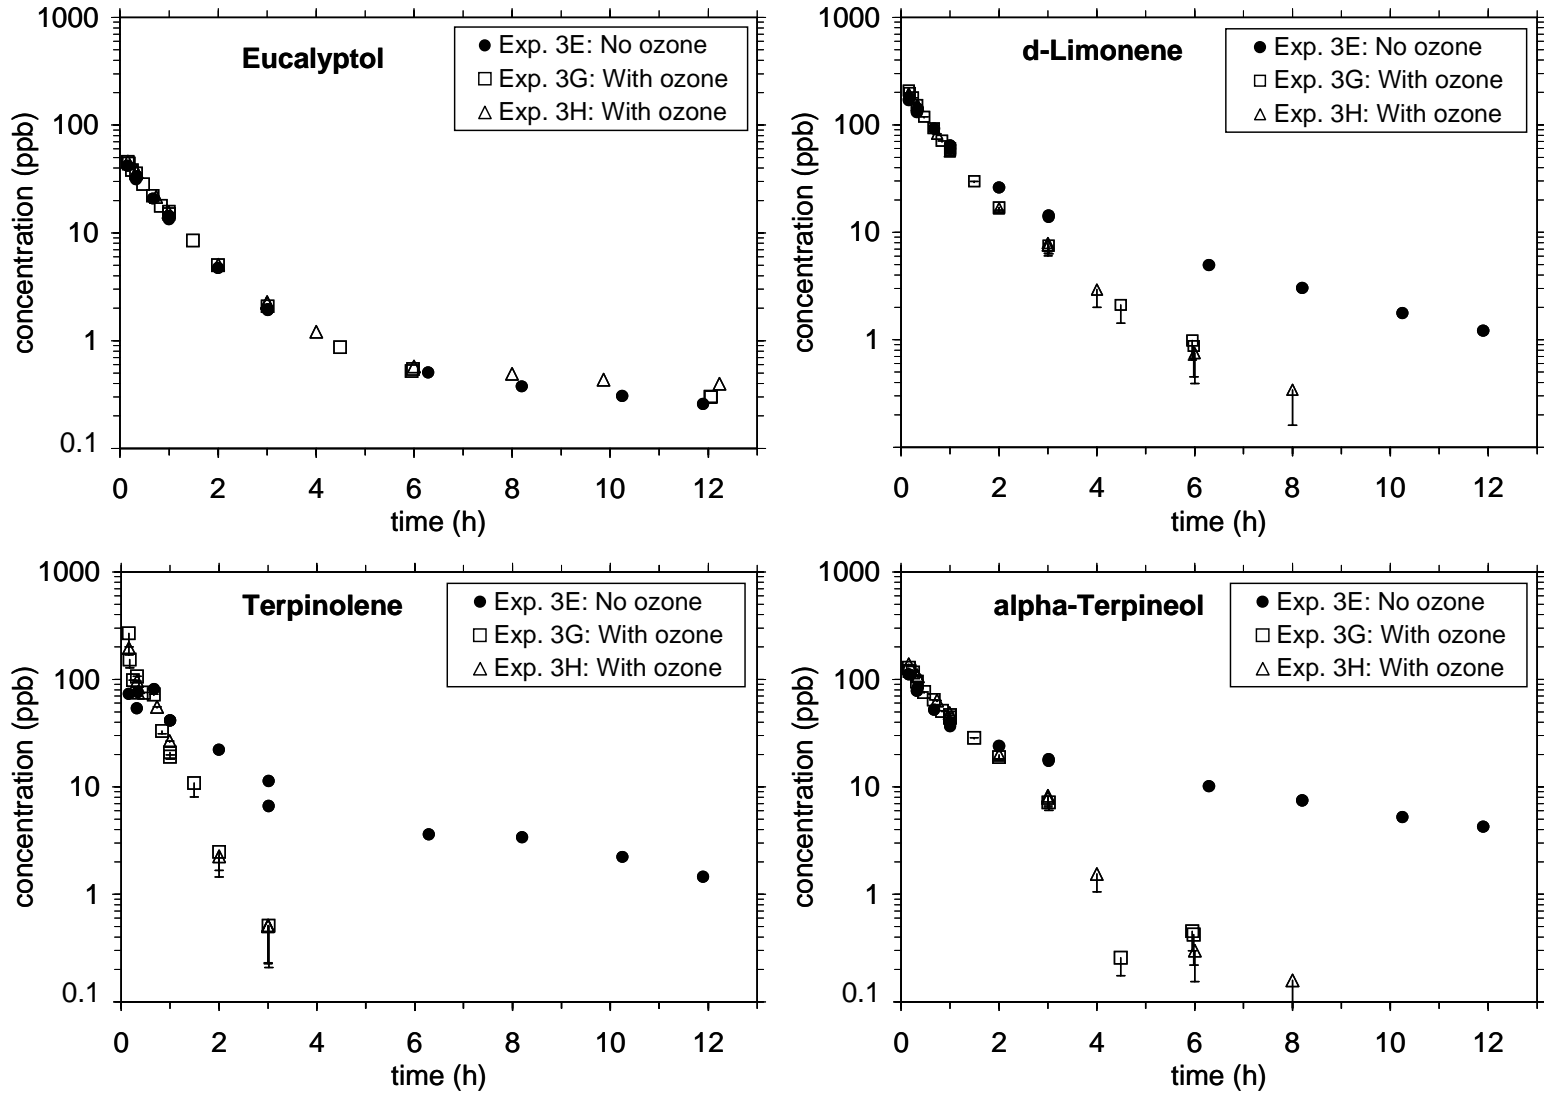 Eucalyptol
Exp. 3E: No ozone
Exp. 3G: With ozone
Exp. 3H: With ozone
concentration (ppb)
1000
100
10
1
0.1
0 2 4 6 8 10 12
time (h)
d-Limonene
Exp. 3E: No ozone
Exp. 3G: With ozone
Exp. 3H: With ozone
concentration (ppb)
1000
100
10
1
0 2 4 6 8 10 12
time (h)
Terpinolene
Exp. 3E: No ozone
Exp. 3G: With ozone
Exp. 3H: With ozone
concentration (ppb)
1000
100
10
1
0.1
0 2 4 6 8 10 12
time (h)
alpha-Terpineol
Exp. 3E: No ozone
Exp. 3G: With ozone
Exp. 3H: With ozone
concentration (ppb)
1000
100
10
1
0.1
0 2 4 6 8 10 12
time (h)